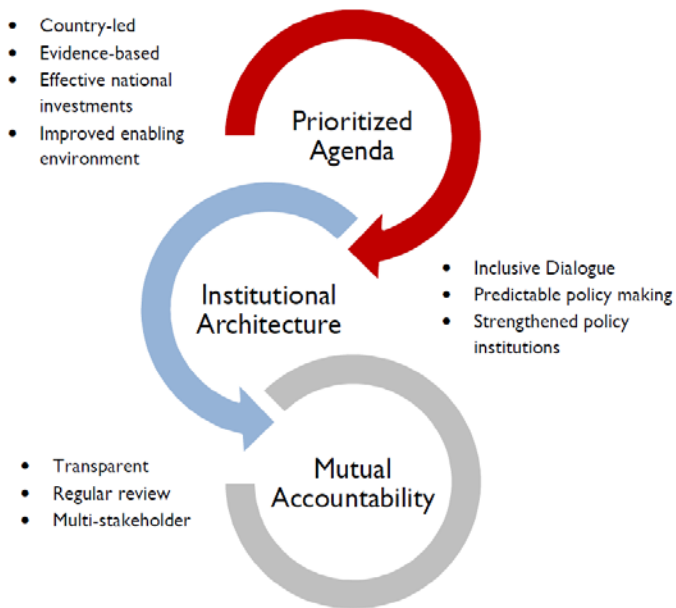 • Country-led
• Evidence-based
• Effective national
investments
• Improved enabling
environment
Prioritized
Agenda
Institutional
Architecture
• Inclusive Dialogue
• Predictable policy making
• Strengthened policy
institutions
• Transparent
• Regular review
• Multi-stakeholder
Mutual
Accountability